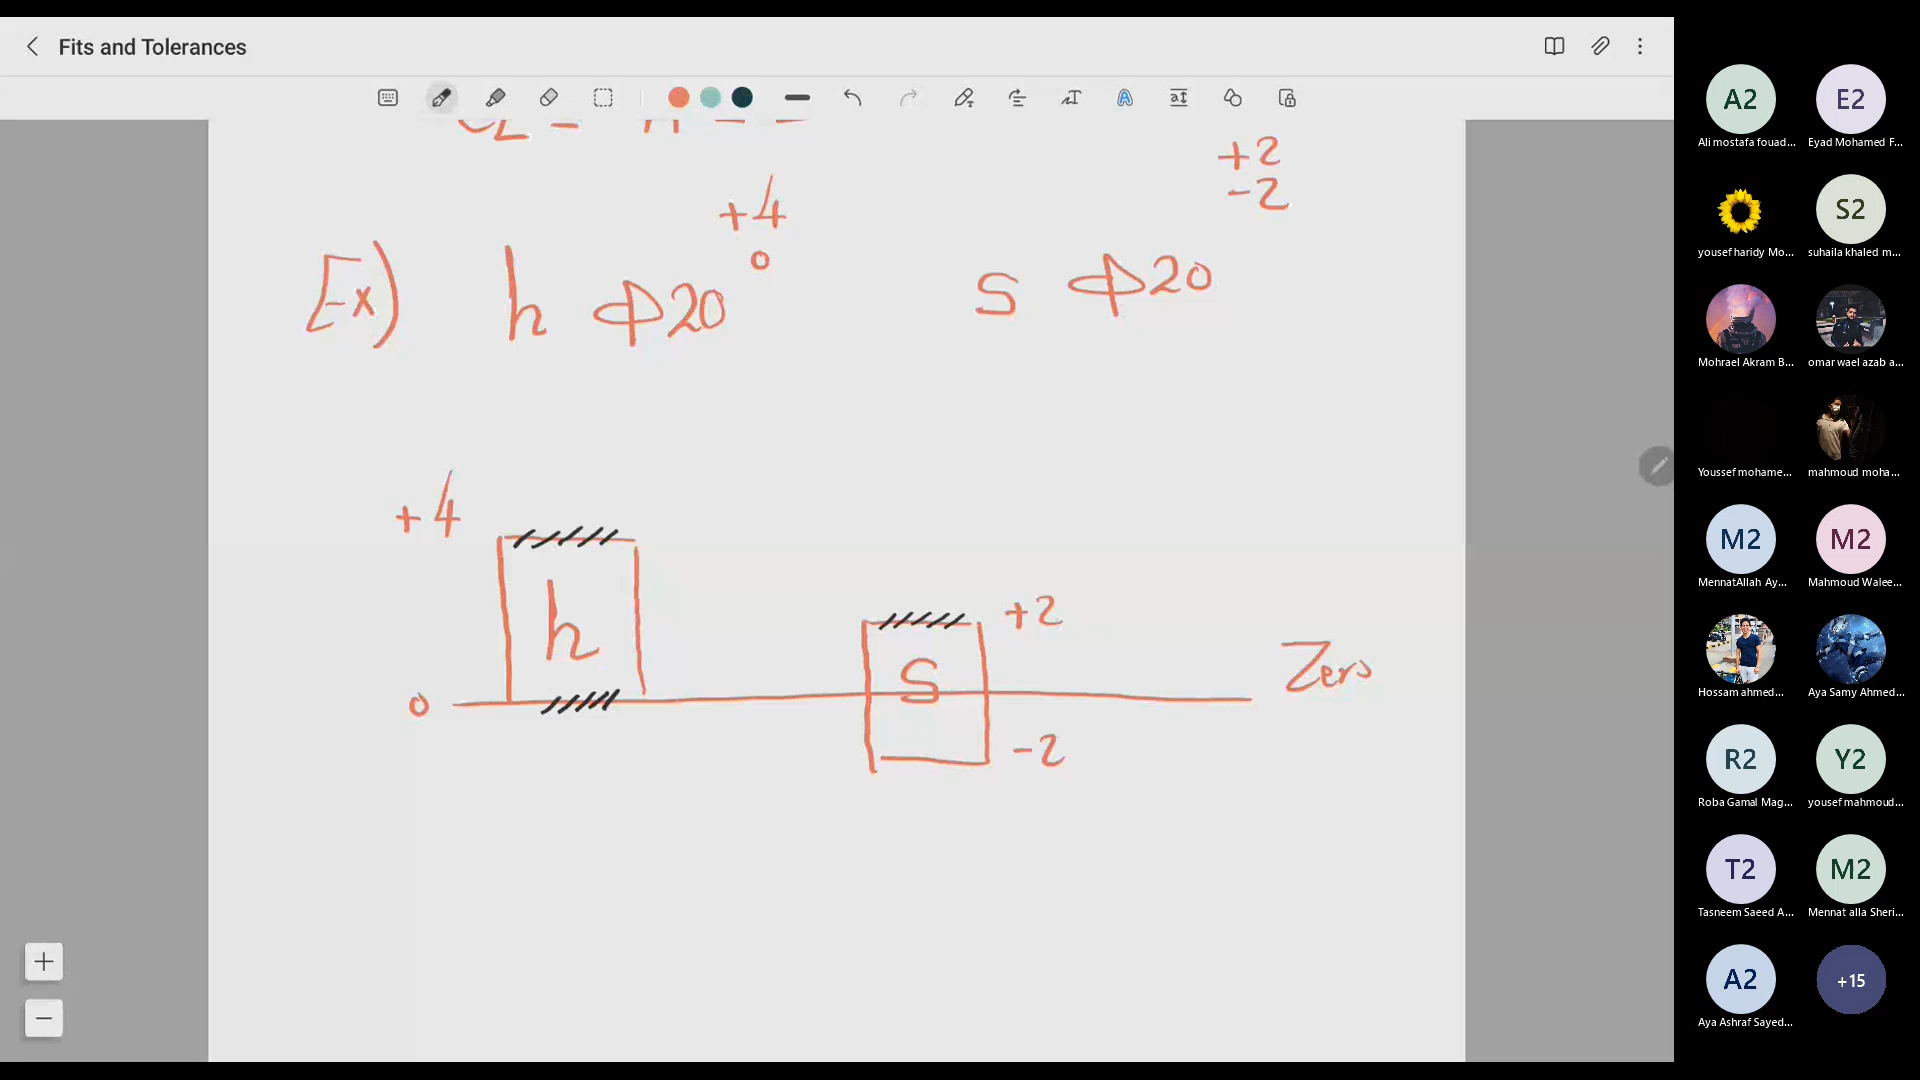 Fits and Tolerances
+2
-2
+4
0
Ex) h ф20
S ф20
+4
h
+2
S
Zero
0
-2
A2
E2
Ali mostafa fouad...
Eyad Mohamed F...
S2
yousef haridy Mo...
suhaila khaled m...
Mohrael Akram B...
omar wael azab a...
Youssef mohame...
mahmoud moha...
M2
M2
MennatAllah Ay...
Mahmoud Walee...
Hossam ahmed...
Aya Samy Ahmed...
R2
Y2
Roba Gamal Mag...
yousef mahmoud...
T2
M2
Tasneem Saeed A...
Mennat alla Sheri...
A2
+15
Aya Ashraf Sayed...